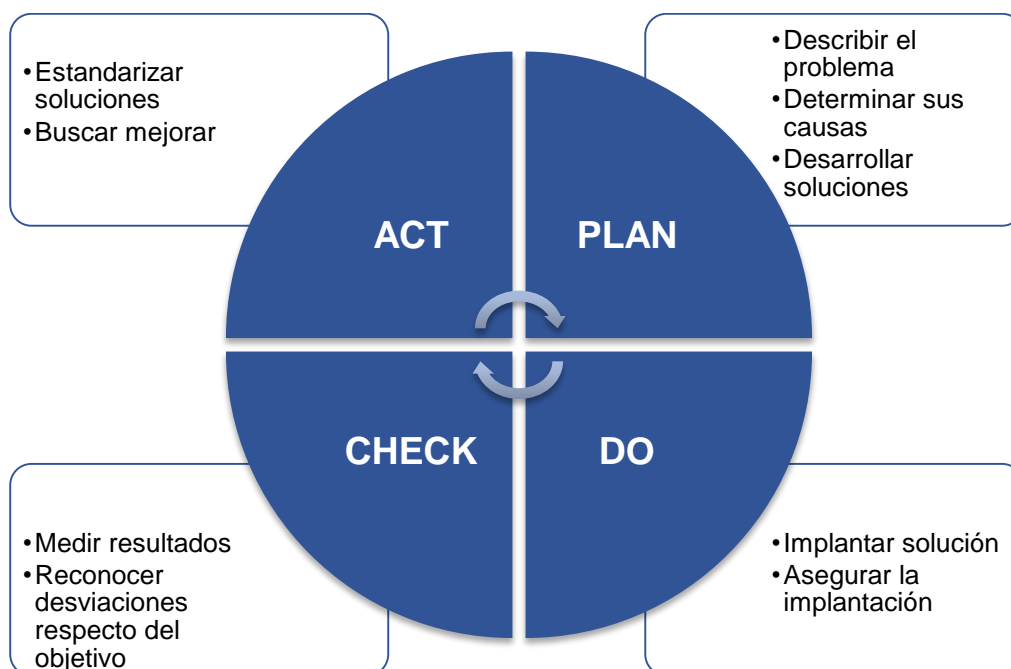 •Estandarizar
soluciones
•Buscar mejorar
•Describir el
problema
•Determinar sus
causas
•Desarrollar
soluciones
ACT
PLAN
CHECK
DO
•Medir resultados
•Reconocer
desviaciones
respecto del
objetivo
•Implantar solución
•Asegurar la
implantación